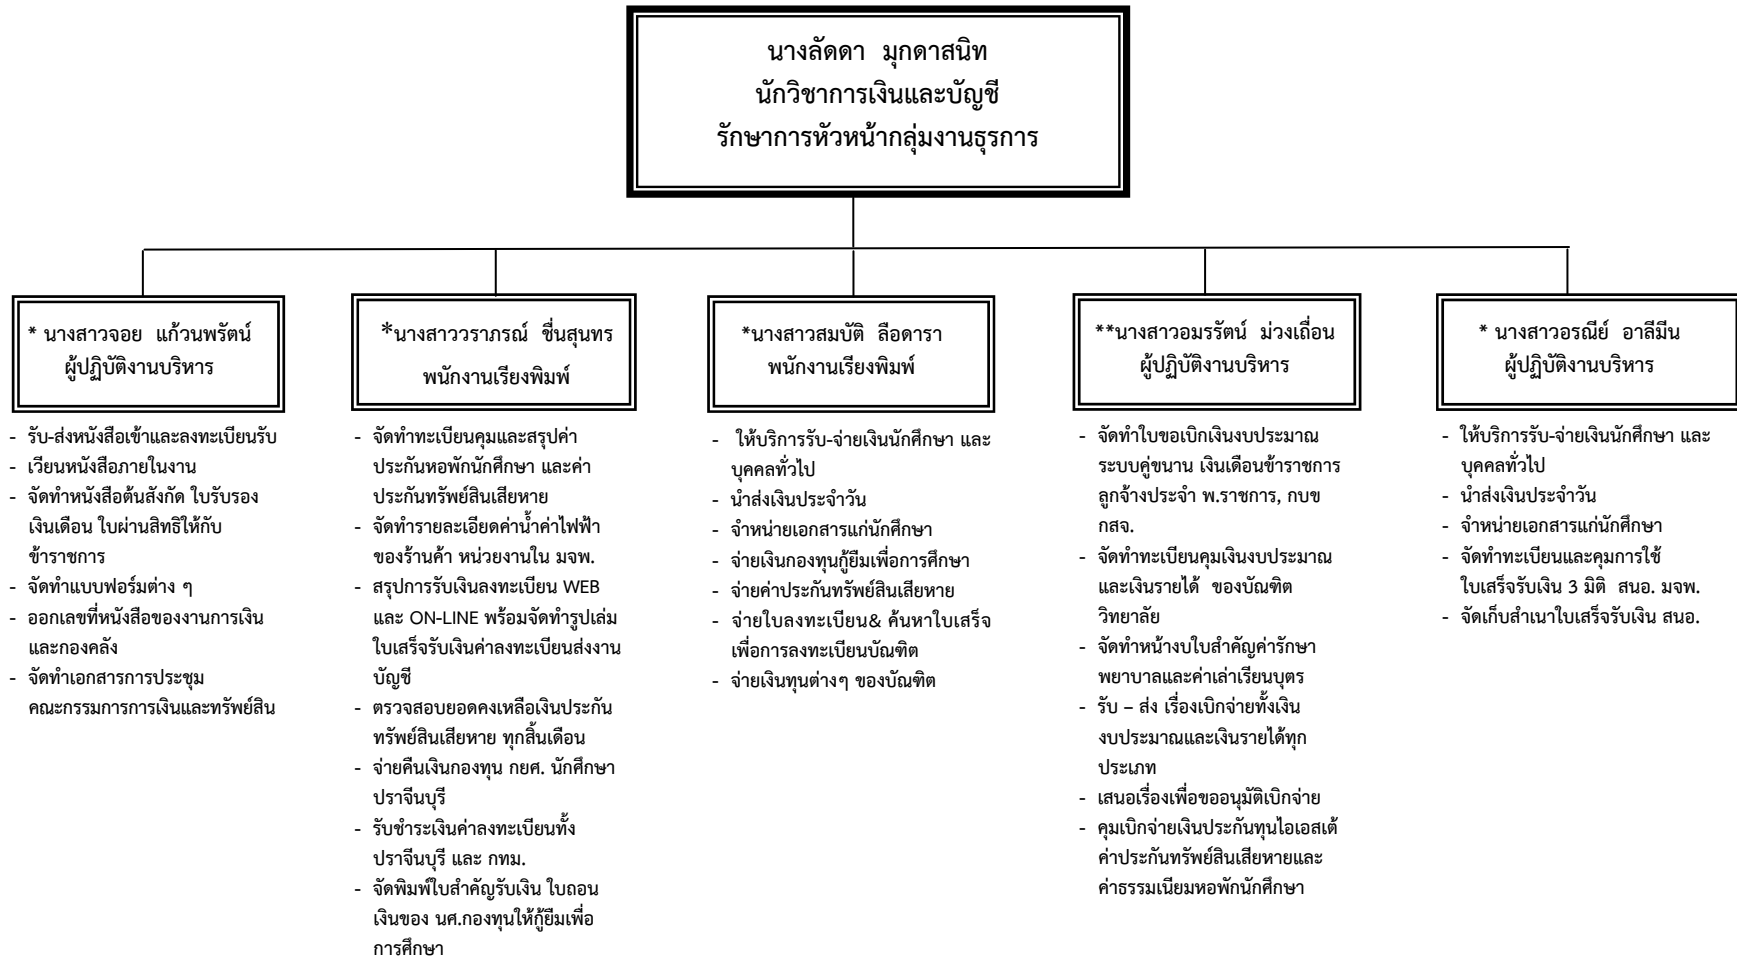 นางลัดดา มุกดาสนิท
นักวิชาการเงินและบัญชี
รักษาการหัวหน้ากลุ่มงานธุรการ
* นางสาวจอย แก้วนพรัตน์
ผู้ปฏิบัติงานบริหาร
- รับ-ส่งหนังสือเข้าและลงทะเบียนรับ
- เวียนหนังสือภายในงาน
- จัดทำหนังสือต้นสังกัด ใบรับรอง
เงินเดือน ใบผ่านสิทธิให้กับ
ข้าราชการ
- จัดทำแบบฟอร์มต่าง ๆ
- ออกเลขที่หนังสือของงานการเงิน
และกองคลัง
- จัดทำเอกสารการประชุม
คณะกรรมการการเงินและทรัพย์สิน
*นางสาววราภรณ์ ชื่นสุนทร
พนักงานเรียงพิมพ์
- จัดทำทะเบียนคุมและสรุปค่า
ประกันหอพักนักศึกษา และค่า
ประกันทรัพย์สินเสียหาย
- จัดทำรายละเอียดค่าน้ำค่าไฟฟ้า
ของร้านค้า หน่วยงานใน มจพ.
- สรุปการรับเงินลงทะเบียน WEB
และ ON-LINE พร้อมจัดทำรูปเล่ม
ใบเสร็จรับเงินค่าลงทะเบียนส่งงาน
บัญชี
- ตรวจสอบยอดคงเหลือเงินประกัน
ทรัพย์สินเสียหาย ทุกสิ้นเดือน
- จ่ายคืนเงินกองทุน กยศ. นักศึกษา
ปราจีนบุรี
- รับชำระเงินค่าลงทะเบียนทั้ง
ปราจีนบุรี และ กทม.
- จัดพิมพ์ใบสำคัญรับเงิน ใบถอน
เงินของ นศ.กองทุนให้กู้ยืมเพื่อ
การศึกษา
*นางสาวสมบัติ ลือดารา
พนักงานเรียงพิมพ์
- ให้บริการรับ-จ่ายเงินนักศึกษา และ
บุคคลทั่วไป
- นำส่งเงินประจำวัน
- จำหน่ายเอกสารแก่นักศึกษา
- จ่ายเงินกองทุนกู้ยืมเพื่อการศึกษา
- จ่ายค่าประกันทรัพย์สินเสียหาย
- จ่ายใบลงทะเบียน& ค้นหาใบเสร็จ
เพื่อการลงทะเบียนบัณฑิต
- จ่ายเงินทุนต่างๆ ของบัณฑิต
**นางสาวอมรรัตน์ ม่วงเถื่อน
ผู้ปฏิบัติงานบริหาร
- จัดทำใบขอเบิกเงินงบประมาณ
ระบบคู่ขนาน เงินเดือนข้าราชการ
ลูกจ้างประจำ พ.ราชการ, กบข
กสจ.
- จัดทำทะเบียนคุมเงินงบประมาณ
และเงินรายได้ ของบัณฑิต
วิทยาลัย
- จัดทำหน้างบใบสำคัญค่ารักษา
พยาบาลและค่าเล่าเรียนบุตร
- รับ – ส่ง เรื่องเบิกจ่ายทั้งเงิน
งบประมาณและเงินรายได้ทุก
ประเภท
- เสนอเรื่องเพื่อขออนุมัติเบิกจ่าย
- คุมเบิกจ่ายเงินประกันทุนไอเอสเต้
ค่าประกันทรัพย์สินเสียหายและ
ค่าธรรมเนียมหอพักนักศึกษา
* นางสาวอรณีย์ อาลีมีน
ผู้ปฏิบัติงานบริหาร
- ให้บริการรับ-จ่ายเงินนักศึกษา และ
บุคคลทั่วไป
- นำส่งเงินประจำวัน
- จำหน่ายเอกสารแก่นักศึกษา
- จัดทำทะเบียนและคุมการใช้
ใบเสร็จรับเงิน 3 มิติ สนอ. มจพ.
- จัดเก็บสำเนาใบเสร็จรับเงิน สนอ.